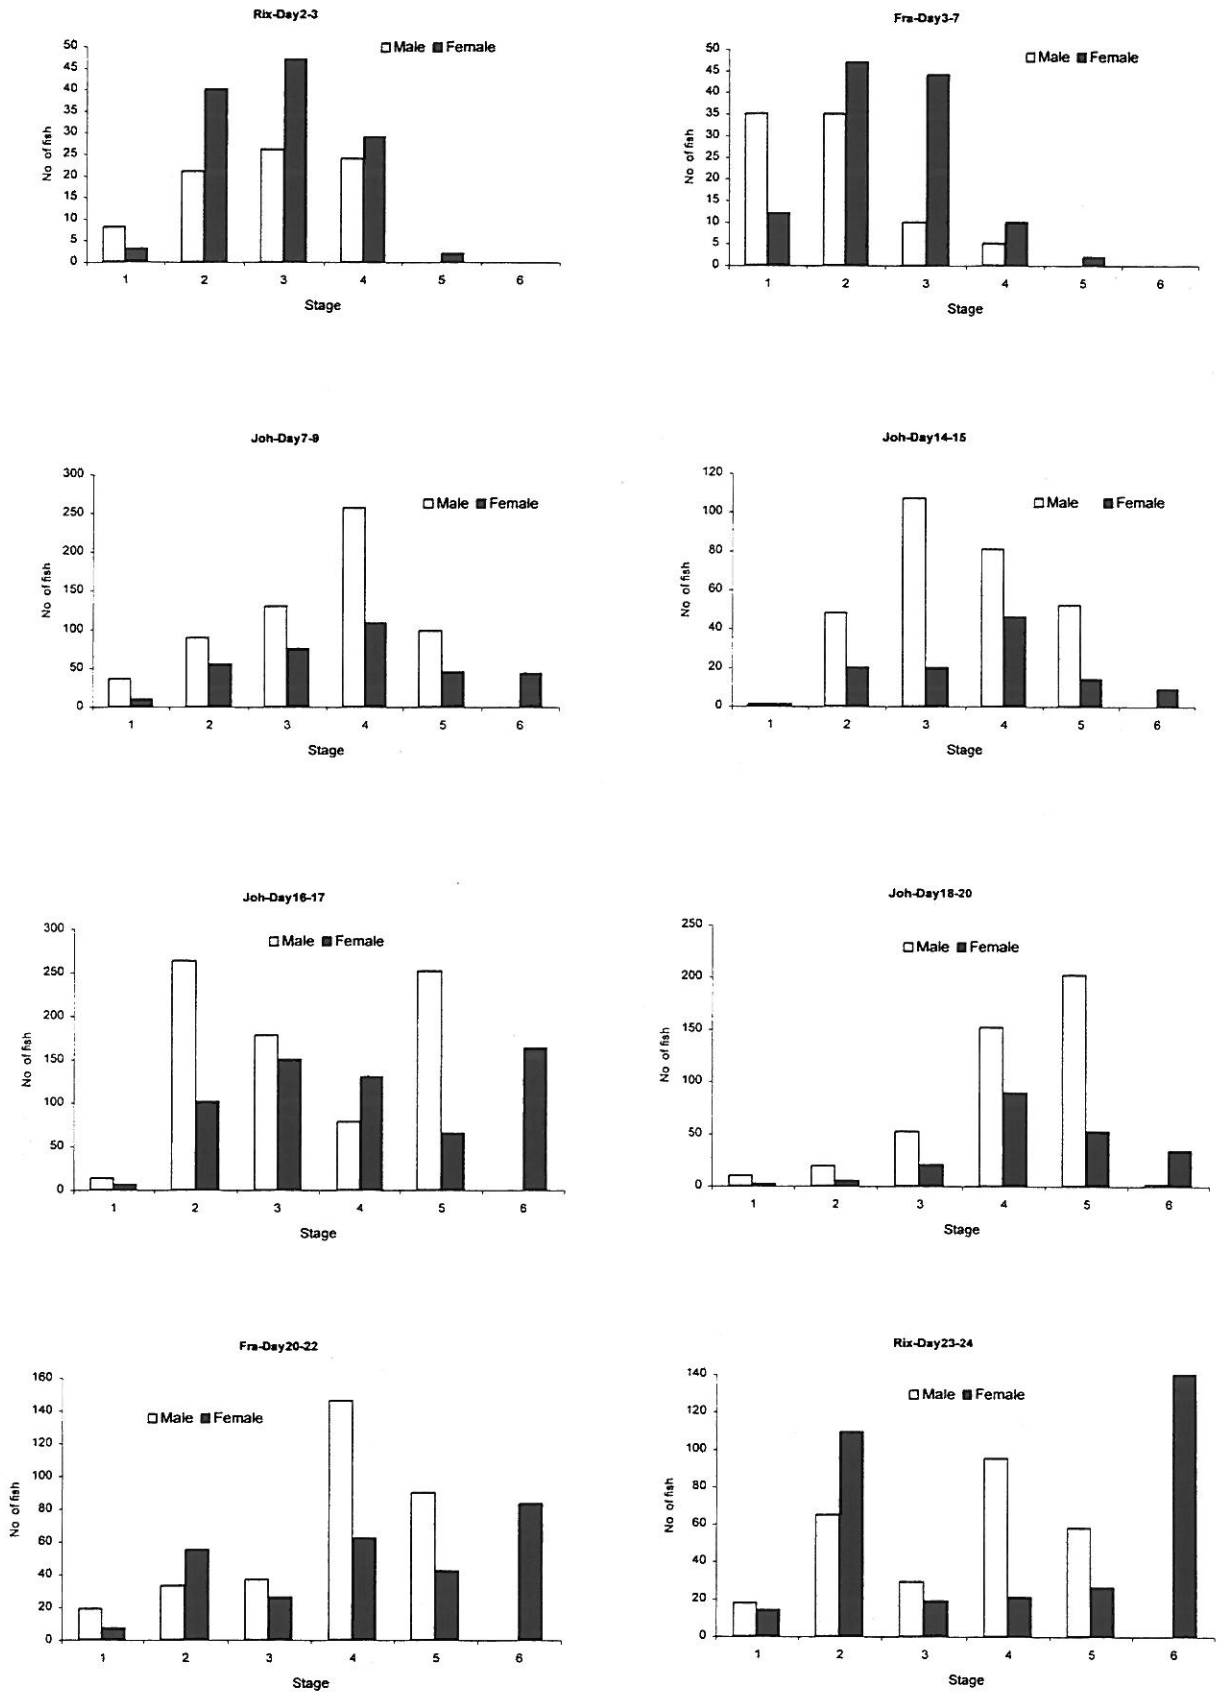 Rix-Day2-3
Male Female
50
45
40
35
30
25
20
15
10
5
0
No of fish
1 2 3 4 5 6
Stage
Fra-Day3-7
Male Female
50
45
40
35
30
25
20
15
10
5
0
No of fish
1 2 3 4 5 6
Stage
Joh-Day7-9
Male Female
300
250
200
150
100
50
0
No of fish
1 2 3 4 5 6
Stage
Joh-Day14-15
Male Female
120
100
80
60
40
20
0
No of fish
1 2 3 4 5 6
Stage
Joh-Day16-17
Male Female
300
250
200
150
100
50
0
No of fish
1 2 3 4 5 6
Stage
Joh-Day18-20
Male Female
250
200
150
100
50
0
No of fish
1 2 3 4 5 6
Stage
Fra-Day20-22
Male Female
160
140
120
100
80
60
40
20
0
No of fish
1 2 3 4 5 6
Stage
Rix-Day23-24
Male Female
140
120
100
80
60
40
20
0
No of fish
1 2 3 4 5 6
Stage